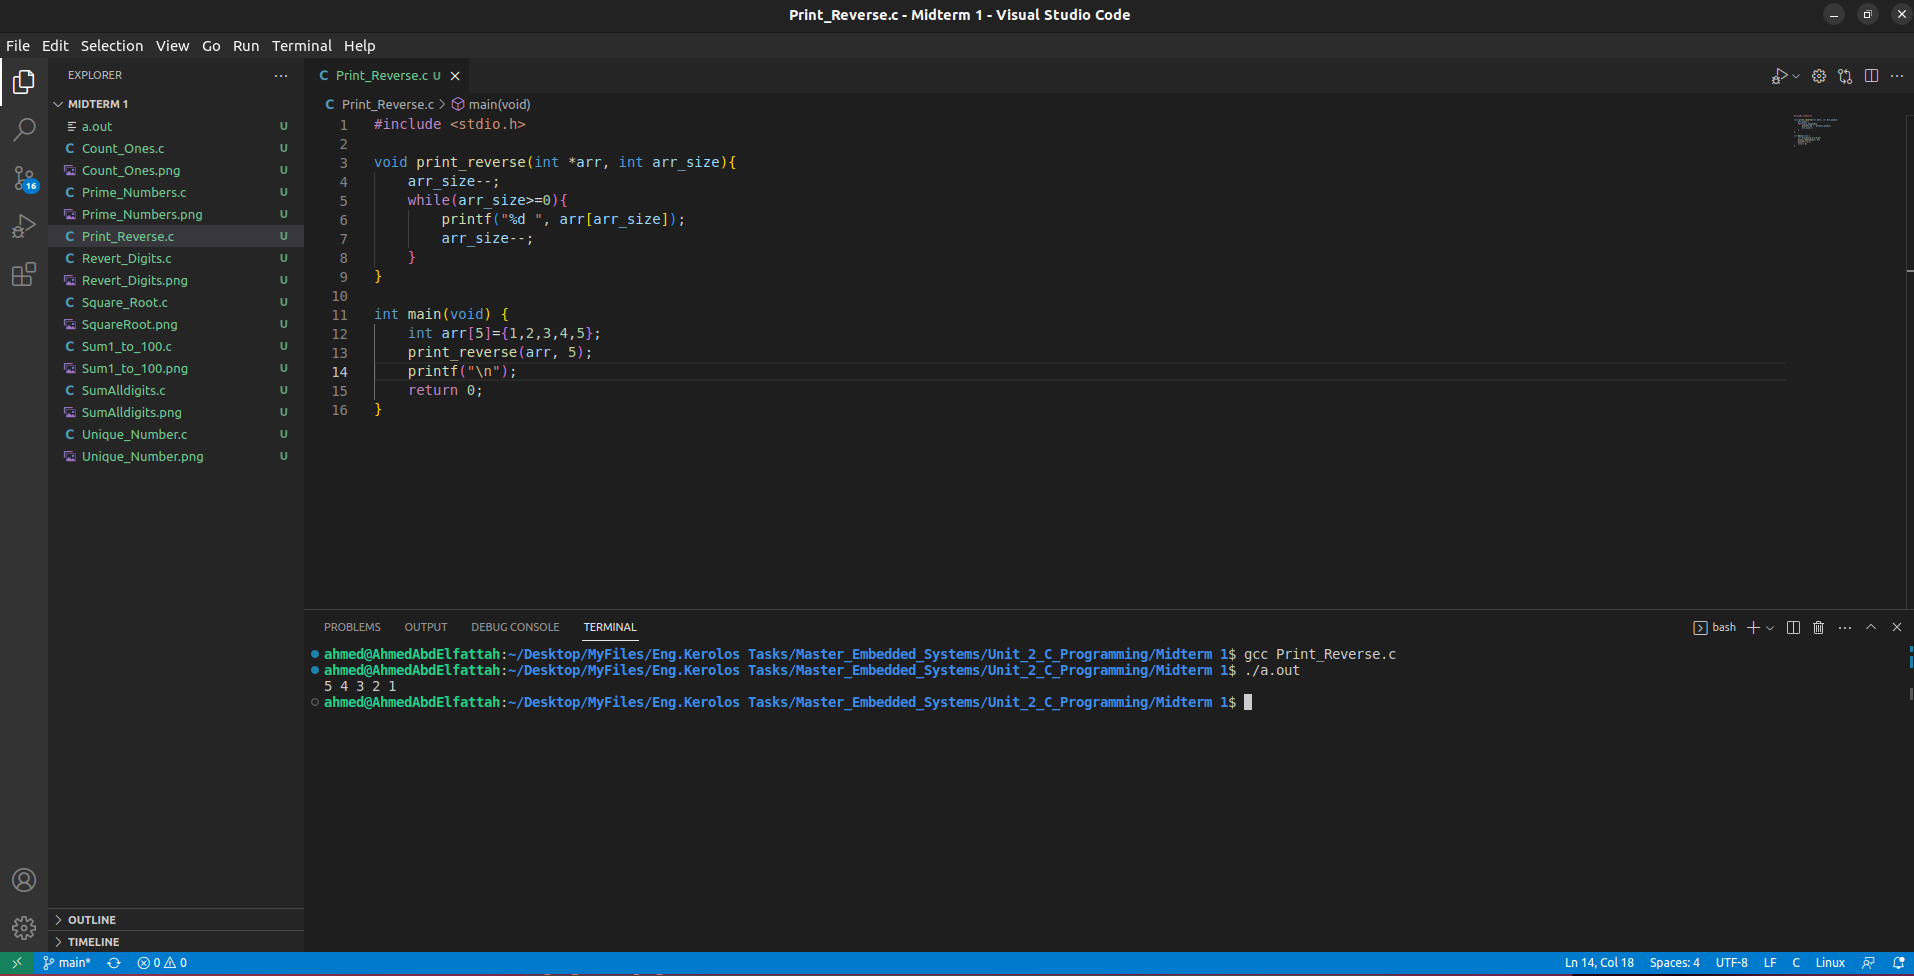 Print_Reverse.c - Midterm 1 - Visual Studio Code
File Edit Selection View Go Run Terminal Help
EXPLORER
MIDTERM 1
a.out U
Count_Ones.c U
Count_Ones.png U
Prime_Numbers.c U
Prime_Numbers.png U
Print_Reverse.c U
Revert_Digits.c U
Revert_Digits.png U
Square_Root.c U
SquareRoot.png U
Sum1_to_100.c U
Sum1_to_100.png U
SumAlldigits.c U
SumAlldigits.png U
Unique_Number.c U
Unique_Number.png U
OUTLINE
TIMELINE
16
C Print_Reverse.c U
C Print_Reverse.c > main(void)
1 #include <stdio.h>
2
3 void print_reverse(int *arr, int arr_size){
4 arr_size--;
5 while(arr_size>=0){
6 printf("%d ", arr[arr_size]);
7 arr_size--;
8 }
9 }
10
11 int main(void) {
12 int arr[5]={1,2,3,4,5};
13 print_reverse(arr, 5);
14 printf("\n");
15 return 0;
16 }
PROBLEMS OUTPUT DEBUG CONSOLE TERMINAL
bash
ahmed@AhmedAbdElfattah:~/Desktop/MyFiles/Eng.Kerolos Tasks/Master_Embedded_Systems/Unit_2_C_Programming/Midterm 1$ gcc Print_Reverse.c
ahmed@AhmedAbdElfattah:~/Desktop/MyFiles/Eng.Kerolos Tasks/Master_Embedded_Systems/Unit_2_C_Programming/Midterm 1$ ./a.out
5 4 3 2 1
ahmed@AhmedAbdElfattah:~/Desktop/MyFiles/Eng.Kerolos Tasks/Master_Embedded_Systems/Unit_2_C_Programming/Midterm 1$
main* 0 0
Ln 14, Col 18 Spaces: 4 UTF-8 LF C Linux